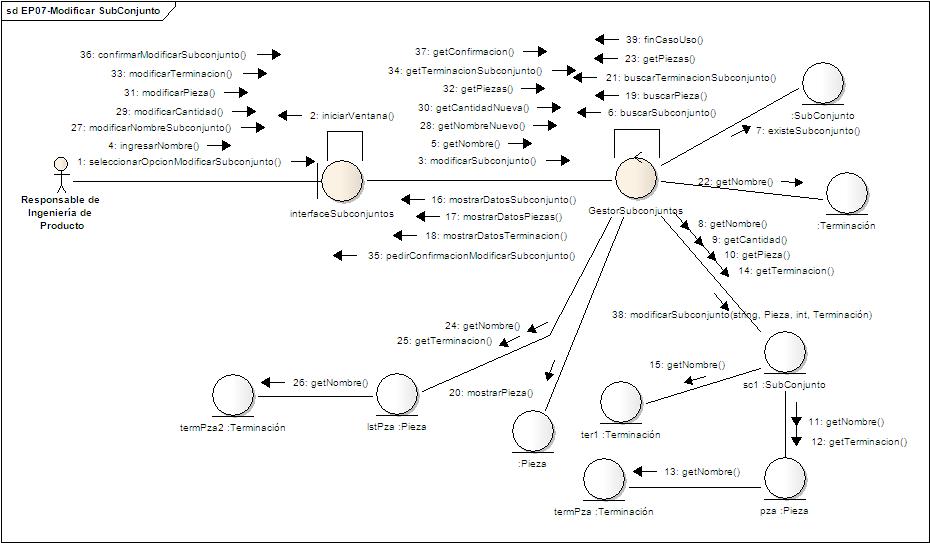 sd EP07-Modificar SubConjunto
36: confirmarModificarSubconjunto()
33: modificarTerminacion()
31: modificarPieza()
29: modificarCantidad()
27: modificarNombreSubconjunto()
4: ingresarNombre()
1: seleccionarOpcionModificarSubconjunto()
2: iniciarVentana()
37: getConfirmacion()
34: getTerminacionSubconjunto()
32: getPiezas()
30: getCantidadNueva()
28: getNombreNuevo()
5: getNombre()
3: modificarSubconjunto()
39: finCasoUso()
23: getPiezas()
21: buscarTerminacionSubconjunto()
19: buscarPieza()
6: buscarSubconjunto()
:SubConjunto
7: existeSubconjunto()
22: getNombre()
:Terminación
Responsable de
Ingeniería de
Producto
interfaceSubconjuntos
GestorSubconjuntos
16: mostrarDatosSubconjunto()
17: mostrarDatosPiezas()
18: mostrarDatosTerminacion()
35: pedirConfirmacionModificarSubconjunto()
8: getNombre()
9: getCantidad()
10: getPieza()
14: getTerminacion()
38: modificarSubconjunto(string, Pieza, int, Terminación)
24: getNombre()
25: getTerminacion()
26: getNombre()
20: mostrarPieza()
15: getNombre()
sc1 :SubConjunto
termPza2 :Terminación
lstPza :Pieza
:Pieza
ter1 :Terminación
11: getNombre()
12: getTerminacion()
13: getNombre()
termPza :Terminación
pza :Pieza